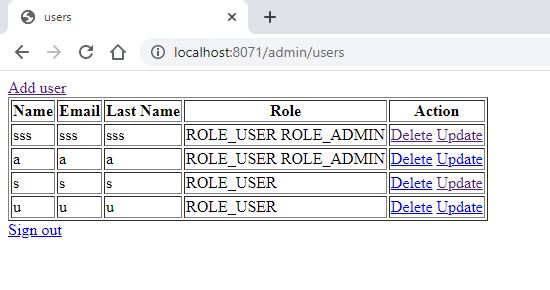 users
localhost:8071/admin/users
Add user
Name Email Last Name Role Action
sss sss sss ROLE_USER ROLE_ADMIN Delete Update
a a a ROLE_USER ROLE_ADMIN Delete Update
s s s ROLE_USER Delete Update
u u u ROLE_USER Delete Update
Sign out